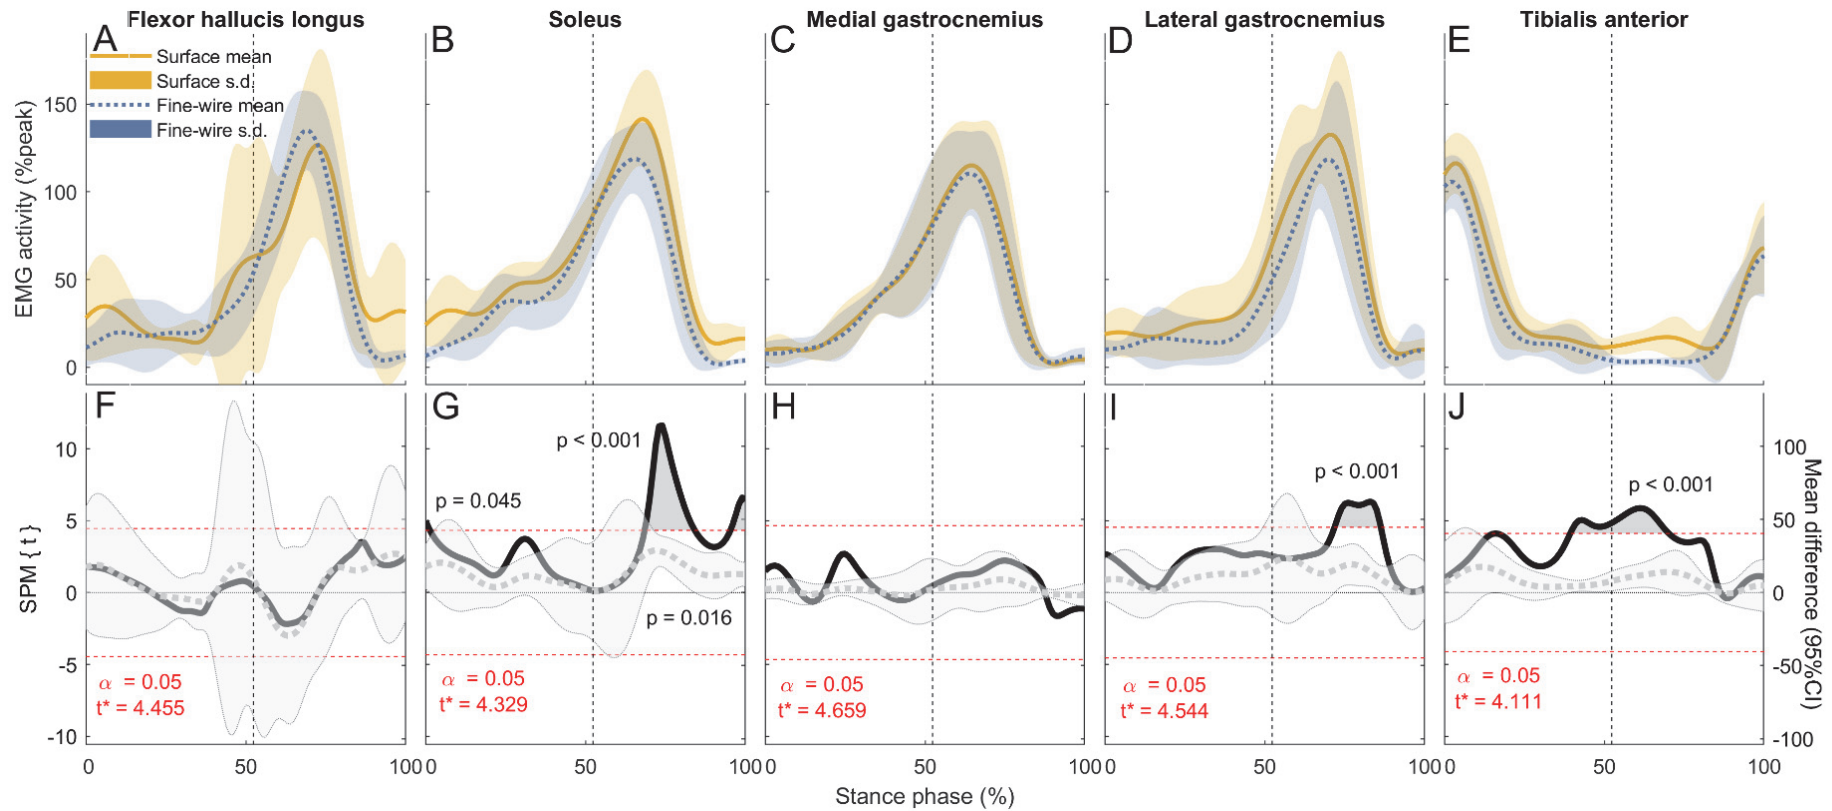 Flexor hallucis longus
Soleus
Medial gastrocnemius
Lateral gastrocnemius
Tibialis anterior
A
B
C
D
E
Surface mean
Surface s.d.
Fine-wire mean
Fine-wire s.d.
EMG activity (%peak)
150
100
50
0
F
G
H
I
J
SPM { t }
10
5
0
-5
-10
p = 0.045
p < 0.001
p = 0.016
p < 0.001
p < 0.001
α = 0.05
t* = 4.455
α = 0.05
t* = 4.329
α = 0.05
t* = 4.659
α = 0.05
t* = 4.544
α = 0.05
t* = 4.111
100
50
0
-50
-100
Mean difference (95%CI)
0 50 100
0 50 100
0 50 100
0 50 100
0 50 100
Stance phase (%)